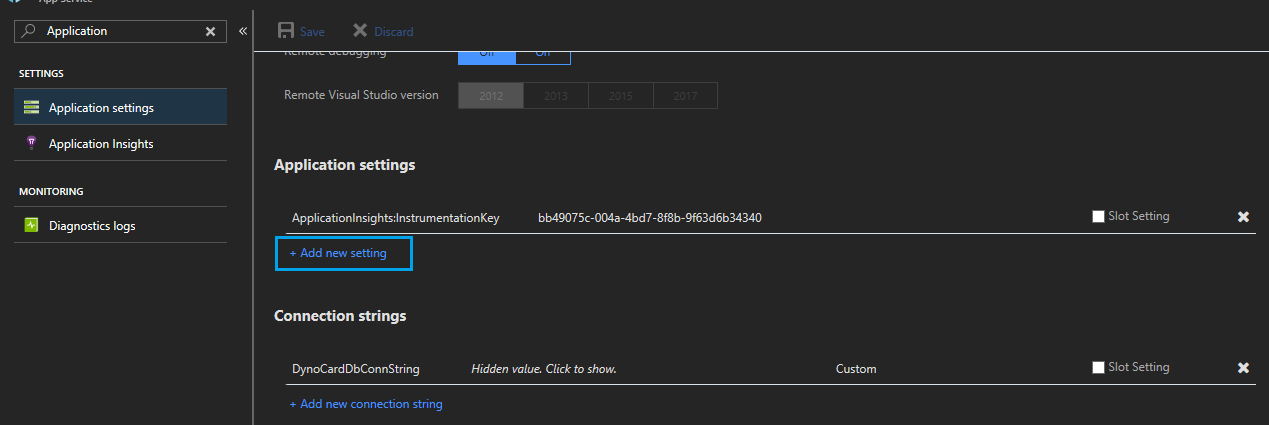 App Service
Application
«
SETTINGS
Application settings
Application Insights
MONITORING
Diagnostics logs
Save Discard
Remote debugging Off On
Remote Visual Studio version 2012 2013 2015 2017
Application settings
ApplicationInsights:InstrumentationKey bb49075c-004a-4bd7-8f8b-9f63d6b34340 Slot Setting
+ Add new setting
Connection strings
DynoCardDbConnString Hidden value. Click to show. Custom Slot Setting
+ Add new connection string